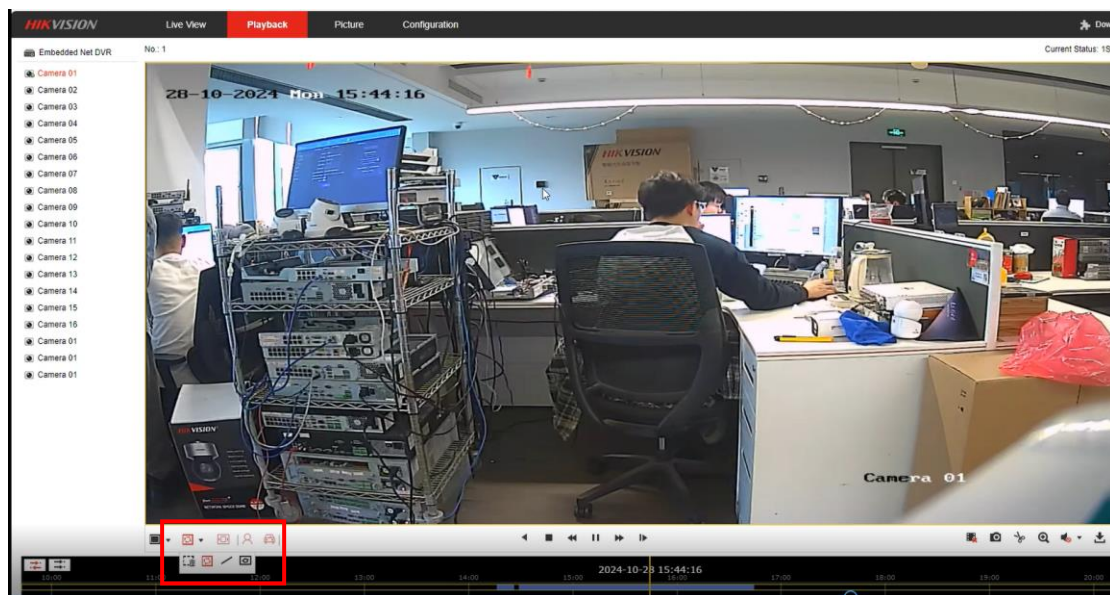 HIKVISION Live View Playback Picture Configuration Dow
Embedded Net DVR No.: 1 Current Status: 1S
Camera 01
Camera 02
Camera 03
Camera 04
Camera 05
Camera 06
Camera 07
Camera 08
Camera 09
Camera 10
Camera 11
Camera 12
Camera 13
Camera 14
Camera 15
Camera 16
Camera 01
Camera 01
Camera 01
28-10-2024 Mon 15:44:16
HIKVISION
HIKVISION
Camera 01
2024-10-28 15:44:16
10:00 11:00 12:00 13:00 14:00 15:00 16:00 17:00 18:00 19:00 20:00